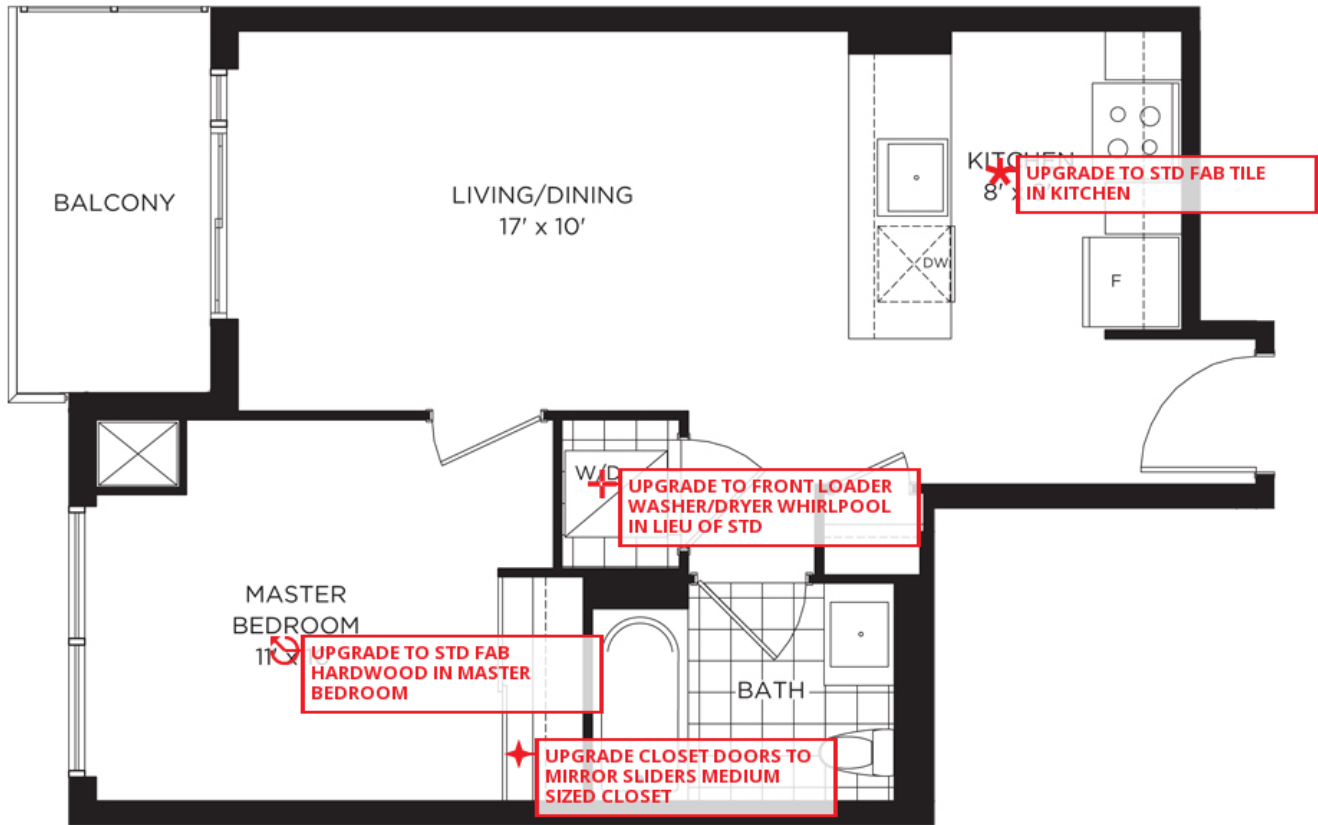 BALCONY
LIVING/DINING
17' x 10'
KITCHEN
8' x
UPGRADE TO STD FAB TILE
IN KITCHEN
DW
F
W/D
UPGRADE TO FRONT LOADER
WASHER/DRYER WHIRLPOOL
IN LIEU OF STD
MASTER
BEDROOM
11' x 10'
UPGRADE TO STD FAB
HARDWOOD IN MASTER
BEDROOM
BATH
UPGRADE CLOSET DOORS TO
MIRROR SLIDERS MEDIUM
SIZED CLOSET